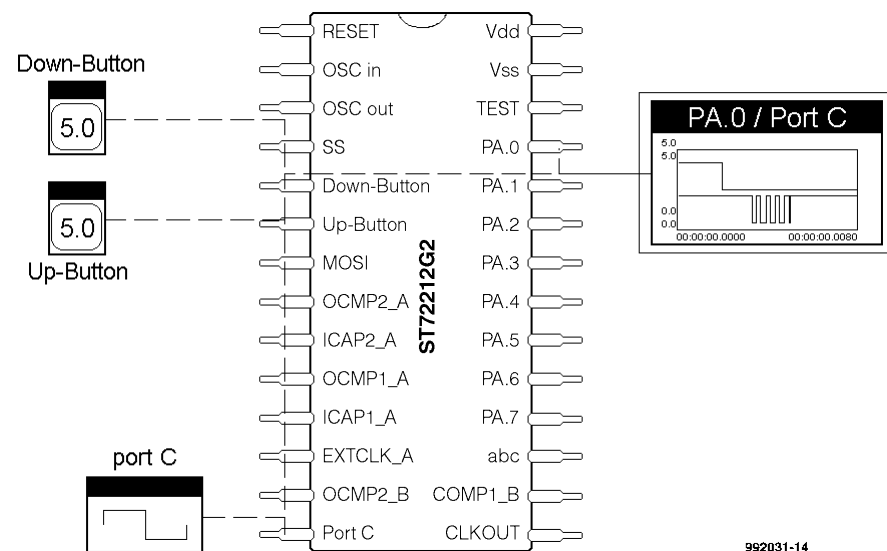 Down-Button
5.0
5.0
Up-Button
port C
RESET
OSC in
OSC out
SS
Down-Button
Up-Button
MOSI
OCMP2_A
ICAP2_A
OCMP1_A
ICAP1_A
EXTCLK_A
OCMP2_B
Port C
ST72212G2
Vdd
Vss
TEST
PA.0
PA.1
PA.2
PA.3
PA.4
PA.5
PA.6
PA.7
abc
COMP1_B
CLKOUT
PA.0 / Port C
5.0
5.0
0.0
0.0
00:00:00.0000 00:00:00.0080
992031-14